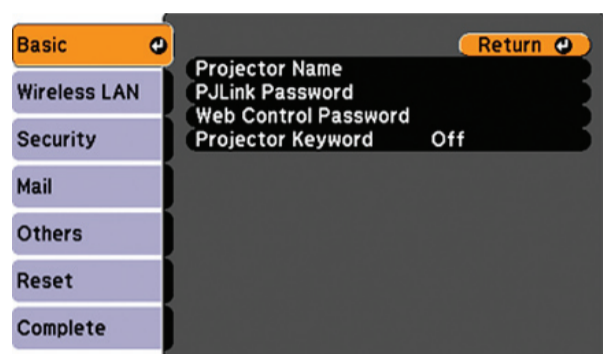 Basic
Wireless LAN
Security
Mail
Others
Reset
Complete
Return
Projector Name
PJLink Password
Web Control Password
Projector Keyword Off